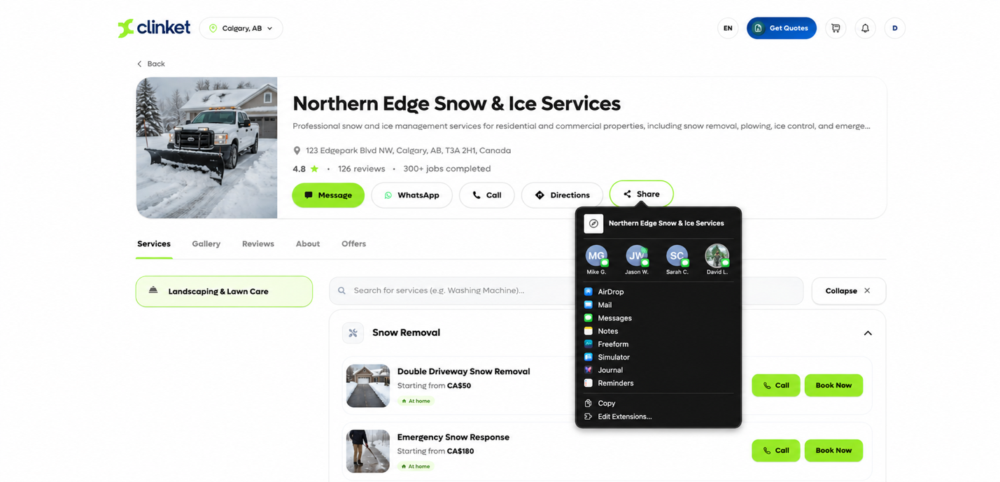 clinket
Calgary, AB
EN
Get Quotes
D
Back
Northern Edge Snow & Ice Services
Professional snow and ice management services for residential and commercial properties, including snow removal, plowing, ice control, and emerge...
123 Edgepark Blvd NW, Calgary, AB, T3A 2H1, Canada
4.8 • 126 reviews • 300+ jobs completed
Message
WhatsApp
Call
Directions
Share
Northern Edge Snow & Ice Services
MG
JW
SC
Mike G.
Jason W.
Sarah C.
David L.
AirDrop
Mail
Messages
Notes
Freeform
Simulator
Journal
Reminders
Copy
Edit Extensions...
Services
Gallery
Reviews
About
Offers
Landscaping & Lawn Care
Search for services (e.g. Washing Machine)...
Collapse
Snow Removal
Double Driveway Snow Removal
Starting from CA$50
At home
Call
Book Now
Emergency Snow Response
Starting from CA$180
At home
Call
Book Now